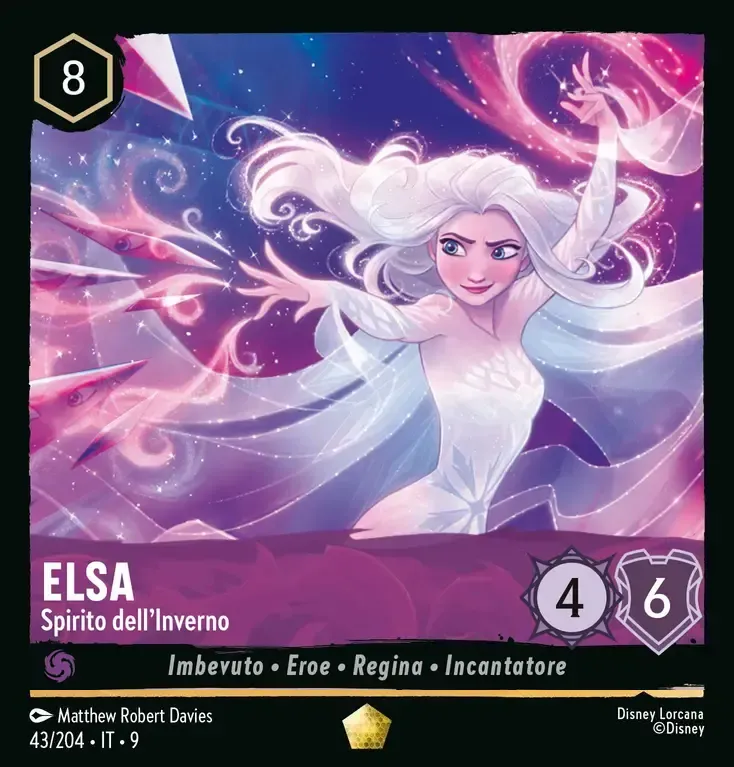 8
ELSA
Spirito dell'Inverno
4
6
Imbevuto • Eroe • Regina • Incantatore
Matthew Robert Davies
43/204 • IT • 9
Disney Lorcana
©Disney